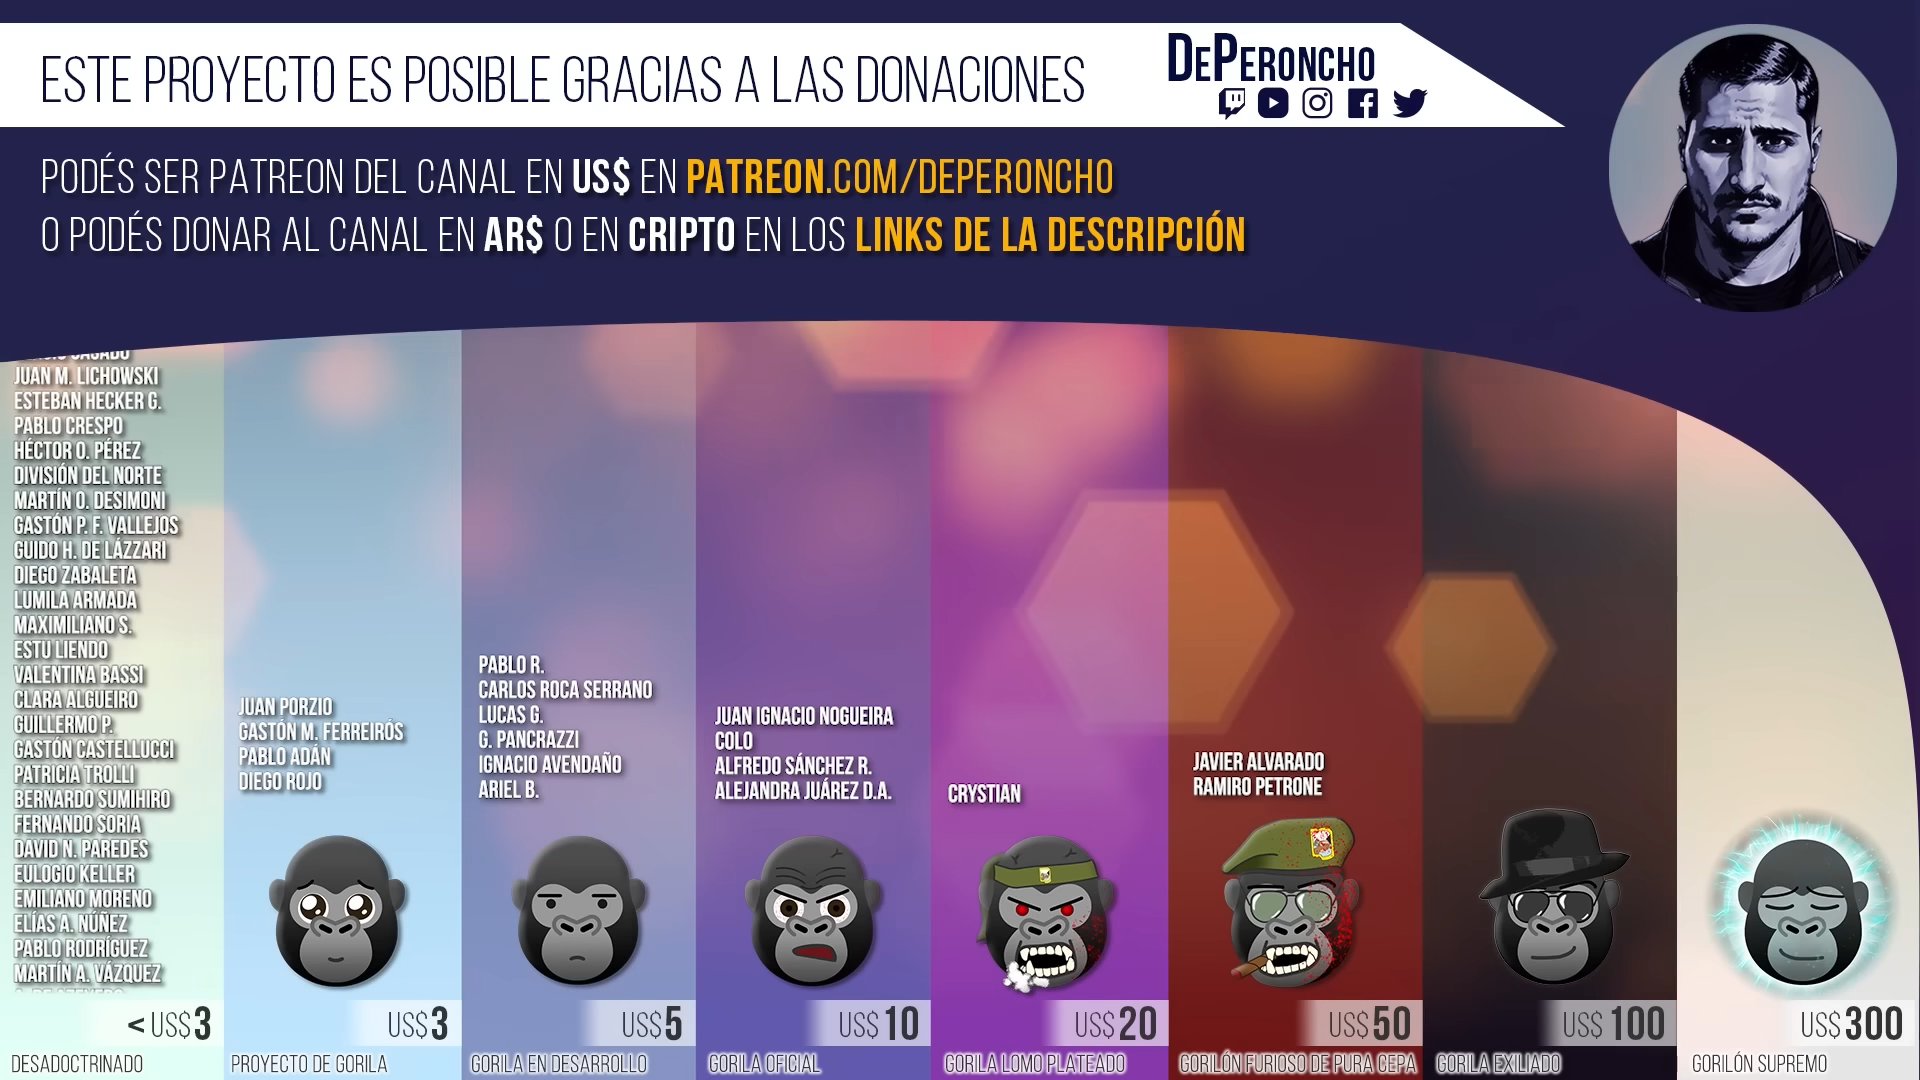 ESTE PROYECTO ES POSIBLE GRACIAS A LAS DONACIONES
DEPERONCHO
PODÉS SER PATREON DEL CANAL EN US$ EN PATREON.COM/DEPERONCHO
O PODÉS DONAR AL CANAL EN AR$ O EN CRIPTO EN LOS LINKS DE LA DESCRIPCIÓN
JUAN M. LICHOWSKI
ESTEBAN HECKER G.
PABLO CRESPO
HÉCTOR O. PÉREZ
DIVISIÓN DEL NORTE
MARTÍN O. DESIMONI
GASTÓN P. F. VALLEJOS
GUIDO H. DE LÁZZARI
DIEGO ZABALETA
LUMILA ARMADA
MAXIMILIANO S.
ESTU LIENDO
VALENTINA BASSI
CLARA ALGUEIRO
GUILLERMO P.
GASTÓN CASTELLUCCI
PATRICIA TROLLI
BERNARDO SUMIHIRO
FERNANDO SORIA
DAVID N. PAREDES
EULOGIO KELLER
EMILIANO MORENO
ELÍAS A. NÚÑEZ
PABLO RODRÍGUEZ
MARTÍN A. VÁZQUEZ
< US$3
DESADOCTRINADO
JUAN PORZIO
GASTÓN M. FERREIRÓS
PABLO ADÁN
DIEGO ROJO
US$3
PROYECTO DE GORILA
PABLO R.
CARLOS ROCA SERRANO
LUCAS G.
G. PANCRAZZI
IGNACIO AVENDAÑO
ARIEL B.
US$5
GORILA EN DESARROLLO
JUAN IGNACIO NOGUEIRA
COLO
ALFREDO SÁNCHEZ R.
ALEJANDRA JUÁREZ D.A.
US$10
GORILA OFICIAL
CRYSTIAN
US$20
GORILA LOMO PLATEADO
JAVIER ALVARADO
RAMIRO PETRONE
US$50
GORILÓN FURIOSO DE PURA CEPA
US$100
GORILA EXILIADO
US$300
GORILÓN SUPREMO